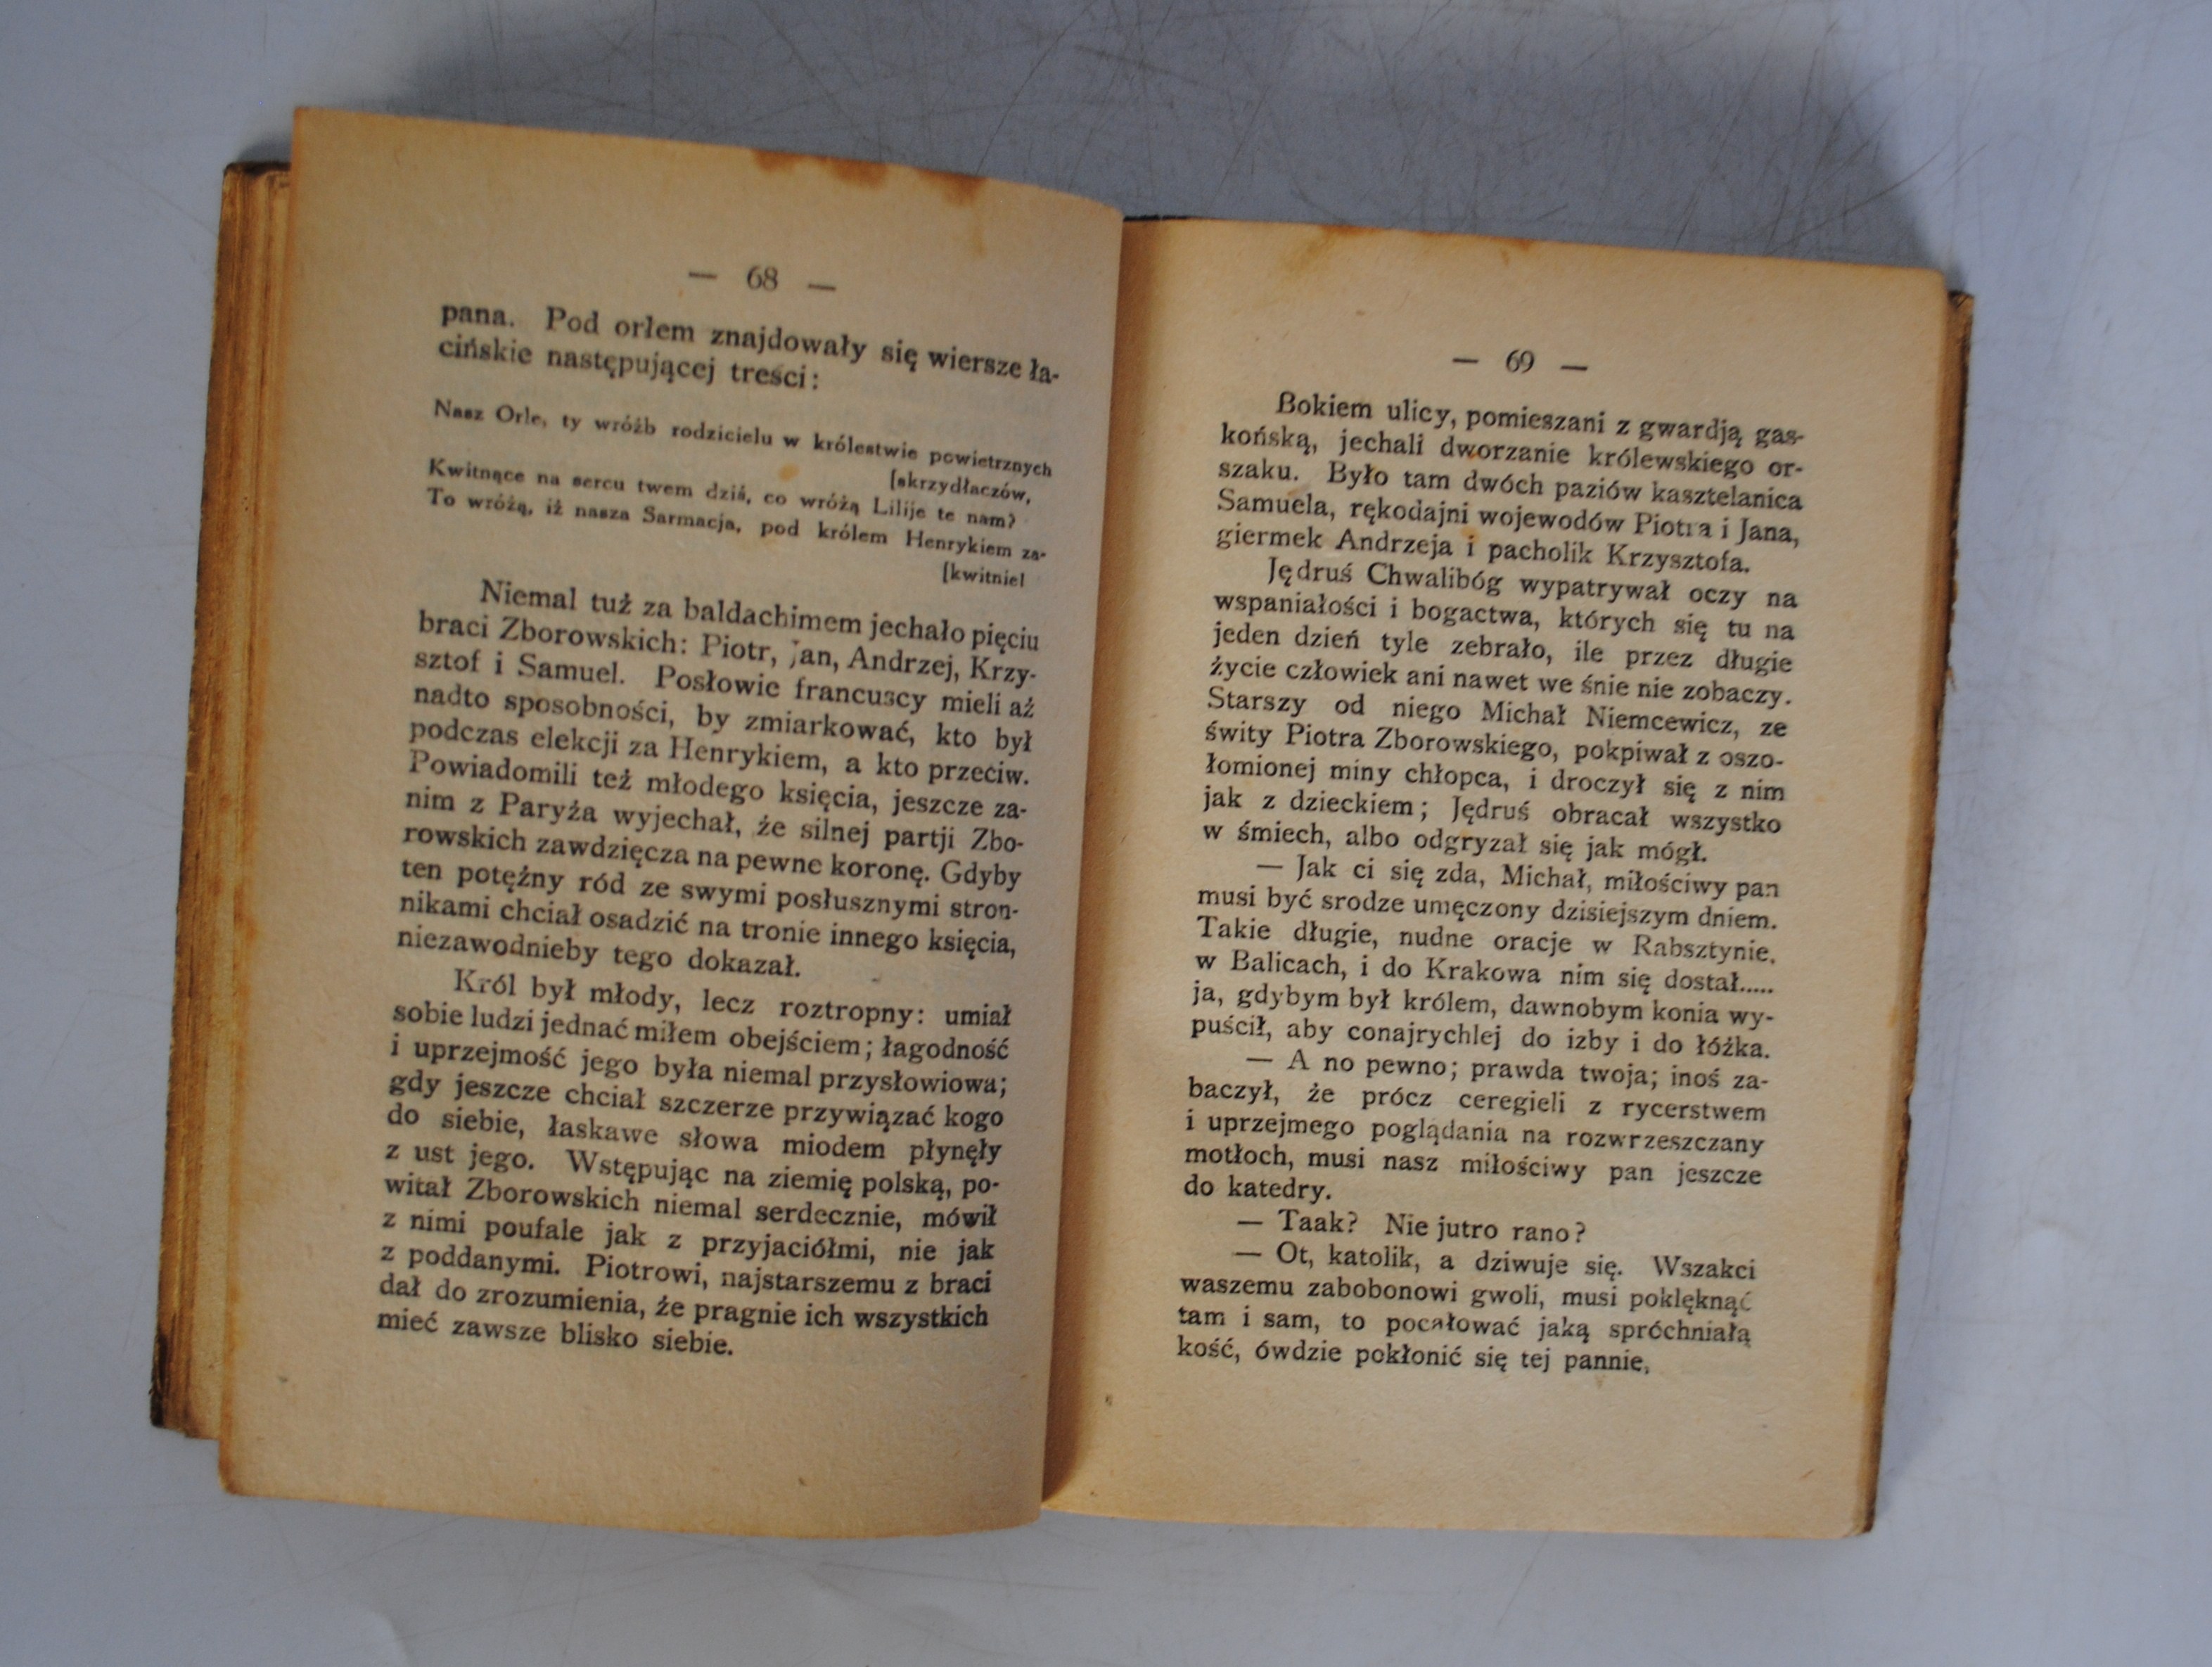 — 68 —
pana. Pod orłem znajdowały się wiersze ła-
cińskie następującej treści:
Nasz Orle, ty wróżb rodzicielu w królestwie powietrznych
[skrzydłaczów,
Kwitnące na sercu twem dziś, co wróżą Lilije te nam?
To wróżą, iż nasza Sarmacja, pod królem Henrykiem za-
[kwitnie!
Niemal tuż za baldachimem jechało pięciu
braci Zborowskich: Piotr, Jan, Andrzej, Krzy-
sztof i Samuel. Posłowie francuscy mieli aż
nadto sposobności, by zmiarkować, kto był
podczas elekcji za Henrykiem, a kto przeciw.
Powiadomili też młodego księcia, jeszcze za-
nim z Paryża wyjechał, że silnej partji Zbo-
rowskich zawdzięcza na pewne koronę. Gdyby
ten potężny ród ze swymi posłusznymi stron-
nikami chciał osadzić na tronie innego księcia,
niezawodnieby tego dokazał.
Król był młody, lecz roztropny: umiał
sobie ludzi jednać miłem obejściem; łagodność
i uprzejmość jego była niemal przysłowiowa;
gdy jeszcze chciał szczerze przywiązać kogo
do siebie, łaskawe słowa miodem płynęły
z ust jego. Wstępując na ziemię polską, po-
witał Zborowskich niemal serdecznie, mówił
z nimi poufale jak z przyjaciółmi, nie jak
z poddanymi. Piotrowi, najstarszemu z braci
dał do zrozumienia, że pragnie ich wszystkich
mieć zawsze blisko siebie.
— 69 —
Bokiem ulicy, pomieszani z gwardją gas-
końską, jechali dworzanie królewskiego or-
szaku. Było tam dwóch paziów kasztelanica
Samuela, rękodajni wojewodów Piotra i Jana,
giermek Andrzeja i pacholik Krzysztofa.
Jędruś Chwalibóg wypatrywał oczy na
wspaniałości i bogactwa, których się tu na
jeden dzień tyle zebrało, ile przez długie
życie człowiek ani nawet we śnie nie zobaczy.
Starszy od niego Michał Niemcewicz, ze
świty Piotra Zborowskiego, pokpiwał z oszo-
łomionej miny chłopca, i droczył się z nim
jak z dzieckiem; Jędruś obracał wszystko
w śmiech, albo odgryzał się jak mógł.
— Jak ci się zda, Michał, miłościwy pan
musi być srodze umęczony dzisiejszym dniem.
Takie długie, nudne oracje w Rabsztynie,
w Balicach, i do Krakowa nim się dostał.....
ja, gdybym był królem, dawnobym konia wy-
puścił, aby conajrychlej do izby i do łóżka.
— A no pewno; prawda twoja; inoś za-
baczył, że prócz ceregieli z rycerstwem
i uprzejmego poglądania na rozwrzeszczany
motłoch, musi nasz miłościwy pan jeszcze
do katedry.
— Taak? Nie jutro rano?
— Ot, katolik, a dziwuje się. Wszakci
waszemu zabobonowi gwoli, musi poklęknąć
tam i sam, to pocałować jaką spróchniałą
kość, ówdzie pokłonić się tej pannie,